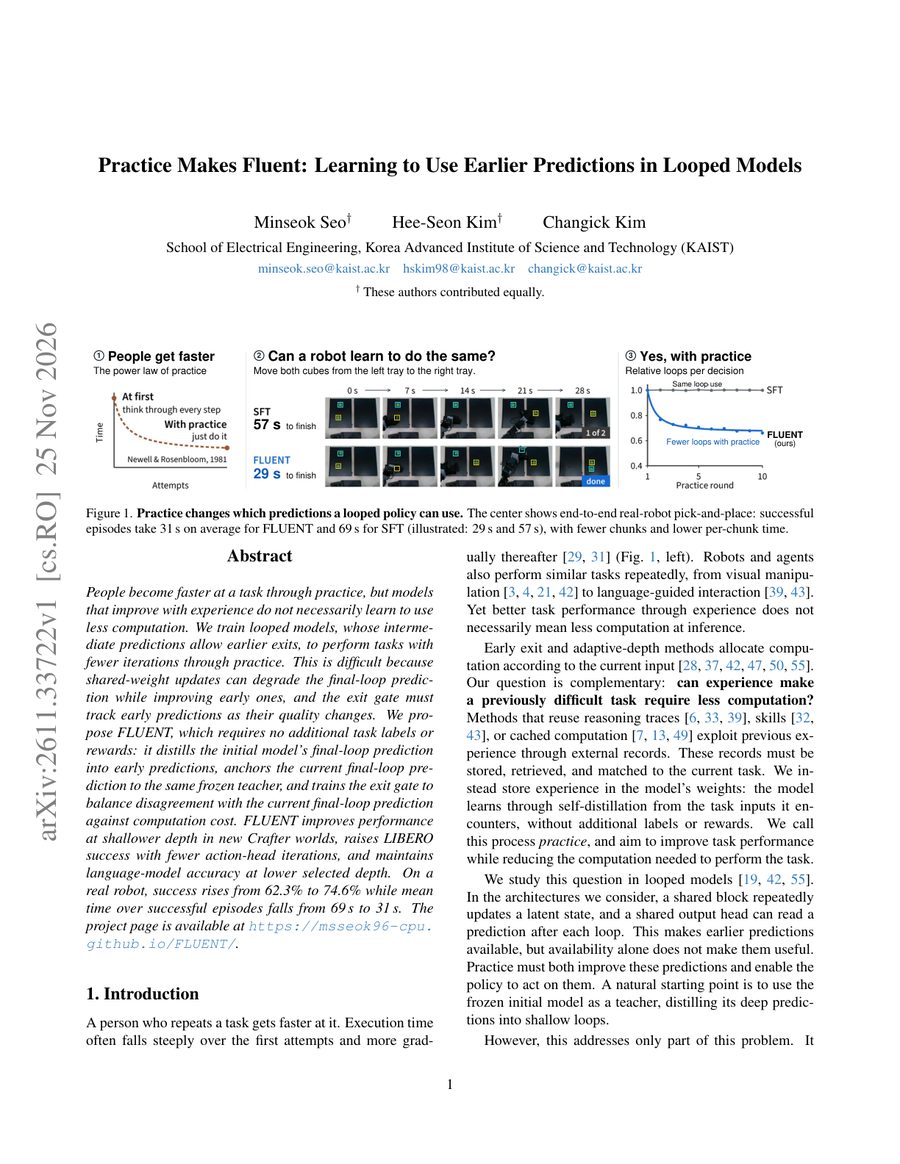 Practice Makes Fluent: Learning to Use Earlier Predictions in Looped Models
Minseok Seo† Hee-Seon Kim† Changick Kim
School of Electrical Engineering, Korea Advanced Institute of Science and Technology (KAIST)
minseok.seo@kaist.ac.kr hskim98@kaist.ac.kr changick@kaist.ac.kr
† These authors contributed equally.
arXiv:2611.33722v1 [cs.RO] 25 Nov 2026
① People get faster
The power law of practice
At first
think through every step
With practice
just do it
Newell & Rosenbloom, 1981
Time
Attempts
② Can a robot learn to do the same?
Move both cubes from the left tray to the right tray.
0 s 7 s 14 s 21 s 28 s
SFT
57 s to finish
1 of 2
FLUENT
29 s to finish
done
③ Yes, with practice
Relative loops per decision
1.0
0.8
0.6
0.4
Same loop use
SFT
FLUENT
(ours)
Fewer loops with practice
1 5 10
Practice round
Figure 1. Practice changes which predictions a looped policy can use. The center shows end-to-end real-robot pick-and-place: successful
episodes take 31 s on average for FLUENT and 69 s for SFT (illustrated: 29 s and 57 s), with fewer chunks and lower per-chunk time.
Abstract
People become faster at a task through practice, but models
that improve with experience do not necessarily learn to use
less computation. We train looped models, whose interme-
diate predictions allow earlier exits, to perform tasks with
fewer iterations through practice. This is difficult because
shared-weight updates can degrade the final-loop predic-
tion while improving early ones, and the exit gate must
track early predictions as their quality changes. We pro-
pose FLUENT, which requires no additional task labels or
rewards: it distills the initial model's final-loop prediction
into early predictions, anchors the current final-loop pre-
diction to the same frozen teacher, and trains the exit gate to
balance disagreement with the current final-loop prediction
against computation cost. FLUENT improves performance
at shallower depth in new Crafter worlds, raises LIBERO
success with fewer action-head iterations, and maintains
language-model accuracy at lower selected depth. On a
real robot, success rises from 62.3% to 74.6% while mean
time over successful episodes falls from 69 s to 31 s. The
project page is available at https://msseok96-cpu.
github.io/FLUENT/.
1. Introduction
A person who repeats a task gets faster at it. Execution time
often falls steeply over the first attempts and more grad-
ually thereafter [29, 31] (Fig. 1, left). Robots and agents
also perform similar tasks repeatedly, from visual manipu-
lation [3, 4, 21, 42] to language-guided interaction [39, 43].
Yet better task performance through experience does not
necessarily mean less computation at inference.
Early exit and adaptive-depth methods allocate compu-
tation according to the current input [28, 37, 42, 47, 50, 55].
Our question is complementary: can experience make
a previously difficult task require less computation?
Methods that reuse reasoning traces [6, 33, 39], skills [32,
43], or cached computation [7, 13, 49] exploit previous ex-
perience through external records. These records must be
stored, retrieved, and matched to the current task. We in-
stead store experience in the model's weights: the model
learns through self-distillation from the task inputs it en-
counters, without additional labels or rewards. We call
this process practice, and aim to improve task performance
while reducing the computation needed to perform the task.
We study this question in looped models [19, 42, 55].
In the architectures we consider, a shared block repeatedly
updates a latent state, and a shared output head can read a
prediction after each loop. This makes earlier predictions
available, but availability alone does not make them useful.
Practice must both improve these predictions and enable the
policy to act on them. A natural starting point is to use the
frozen initial model as a teacher, distilling its deep predic-
tions into shallow loops.
However, this addresses only part of this problem. It
1